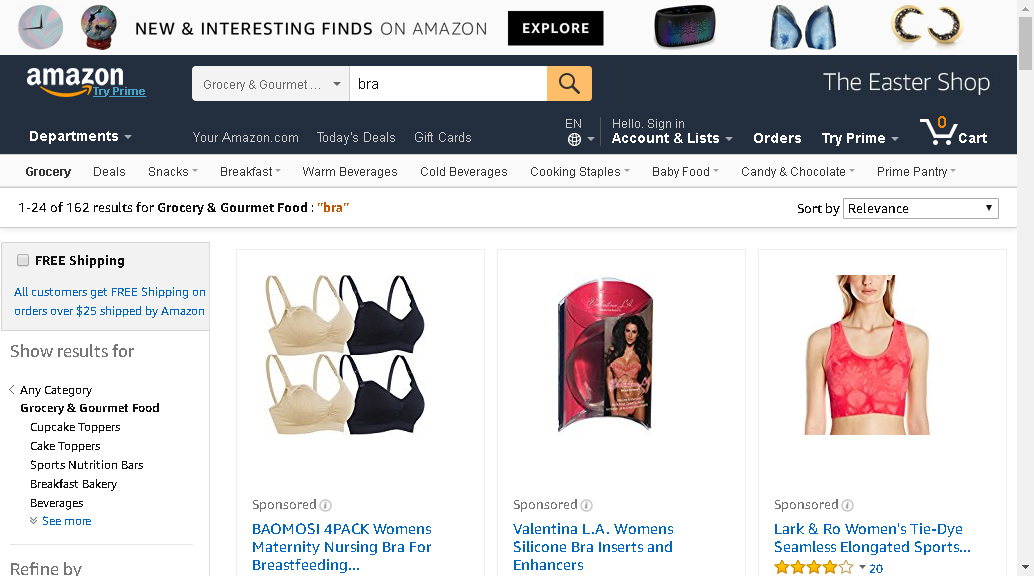 NEW & INTERESTING FINDS ON AMAZON EXPLORE
amazon
Try Prime
Grocery & Gourmet ... bra
The Easter Shop
Departments
Your Amazon.com Today's Deals Gift Cards
EN
Hello. Sign in
Account & Lists
Orders
Try Prime
0
Cart
Grocery Deals Snacks Breakfast Warm Beverages Cold Beverages Cooking Staples Baby Food Candy & Chocolate Prime Pantry
1-24 of 162 results for Grocery & Gourmet Food : "bra"
Sort by Relevance
FREE Shipping
All customers get FREE Shipping on
orders over $25 shipped by Amazon
Show results for
Any Category
Grocery & Gourmet Food
Cupcake Toppers
Cake Toppers
Sports Nutrition Bars
Breakfast Bakery
Beverages
See more
Refine by
Sponsored
BAOMOSI 4PACK Womens
Maternity Nursing Bra For
Breastfeeding...
Valentina L.A.
Sponsored
Valentina L.A. Womens
Silicone Bra Inserts and
Enhancers
Sponsored
Lark & Ro Women's Tie-Dye
Seamless Elongated Sports...
20